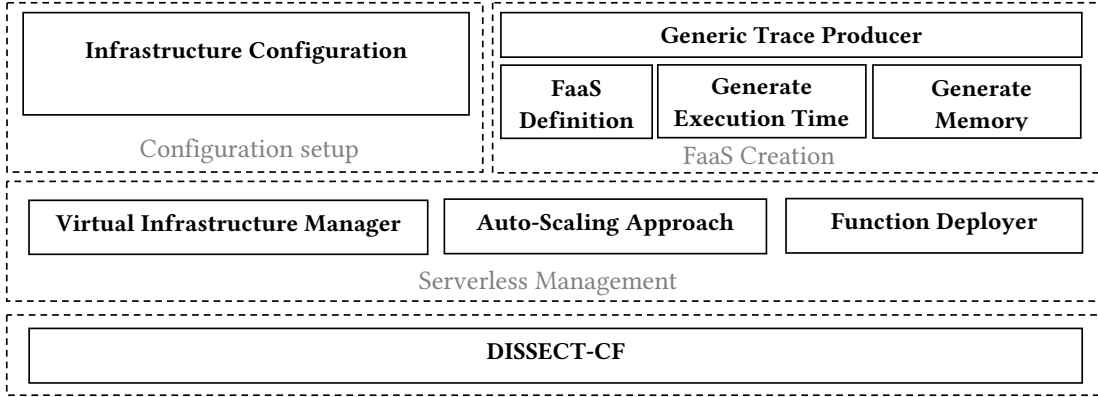 Infrastructure Configuration
Configuration setup
Generic Trace Producer
FaaS
Definition
Generate
Execution Time
Generate
Memory
FaaS Creation
Virtual Infrastructure Manager
Auto-Scaling Approach
Function Deployer
Serverless Management
DISSECT-CF